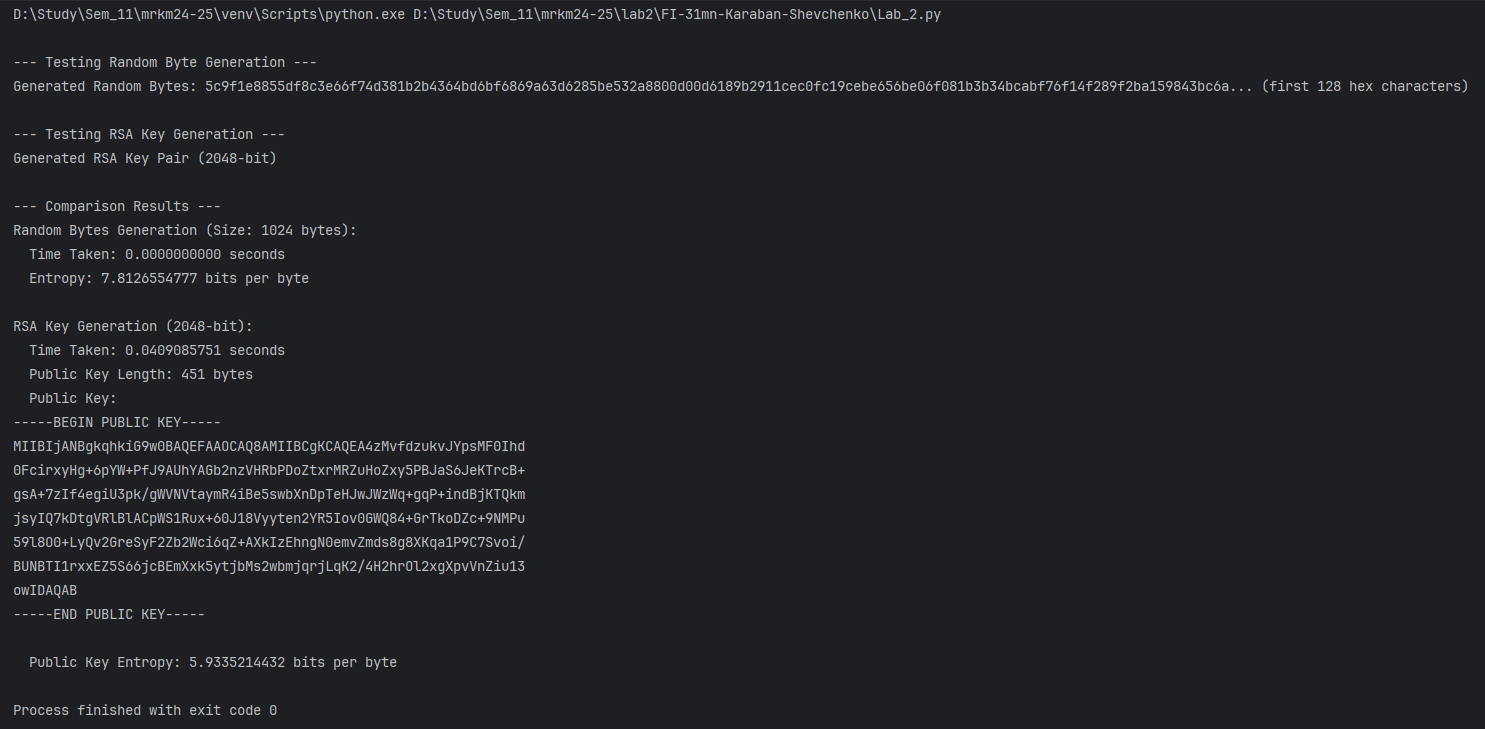 D:\Study\Sem_11\mrkm24-25\venv\Scripts\python.exe D:\Study\Sem_11\mrkm24-25\lab2\FI-31mn-Karaban-Shevchenko\Lab_2.py
--- Testing Random Byte Generation ---
Generated Random Bytes: 5c9f1e8855df8c3e66f74d381b2b4364bd6bf6869a63d6285be532a8800d00d6189b2911cec0fc19cebe656be06f081b3b34bcabf76f14f289f2ba159843bc6a... (first 128 hex characters)
--- Testing RSA Key Generation ---
Generated RSA Key Pair (2048-bit)
--- Comparison Results ---
Random Bytes Generation (Size: 1024 bytes):
Time Taken: 0.0000000000 seconds
Entropy: 7.8126554777 bits per byte
RSA Key Generation (2048-bit):
Time Taken: 0.0409085751 seconds
Public Key Length: 451 bytes
Public Key:
-----BEGIN PUBLIC KEY-----
MIIBIjANBgkqhkiG9w0BAQEFAAOCAQ8AMIIBCgKCAQEA4zMvfdzukvJYpsMF0Ihd
0FcirxyHg+6pYW+PfJ9AUhYAGb2nzVHRbPDoZtxrMRZuHoZxy5PBJaS6JeKTrcB+
gsA+7zIf4egiU3pk/gWVNVtaymR4iBe5swbXnDpTeHJwJWzWq+gqP+indBjKTQkm
jsyIQ7kDtgVRlBlACpWS1Rux+60J18Vyyten2YR5Iov0GWQ84+GrTkoDZc+9NMPu
59l8O0+LyQv2GreSyF2Zb2Wci6qZ+AXkIzEhngN0emvZmds8g8XKqa1P9C7Svoi/
BUNBTI1rxxEZ5S66jcBEmXxk5ytjbMs2wbmjqrjLqK2/4H2hrOl2xgXpvVnZiu13
owIDAQAB
-----END PUBLIC KEY-----
Public Key Entropy: 5.9335214432 bits per byte
Process finished with exit code 0